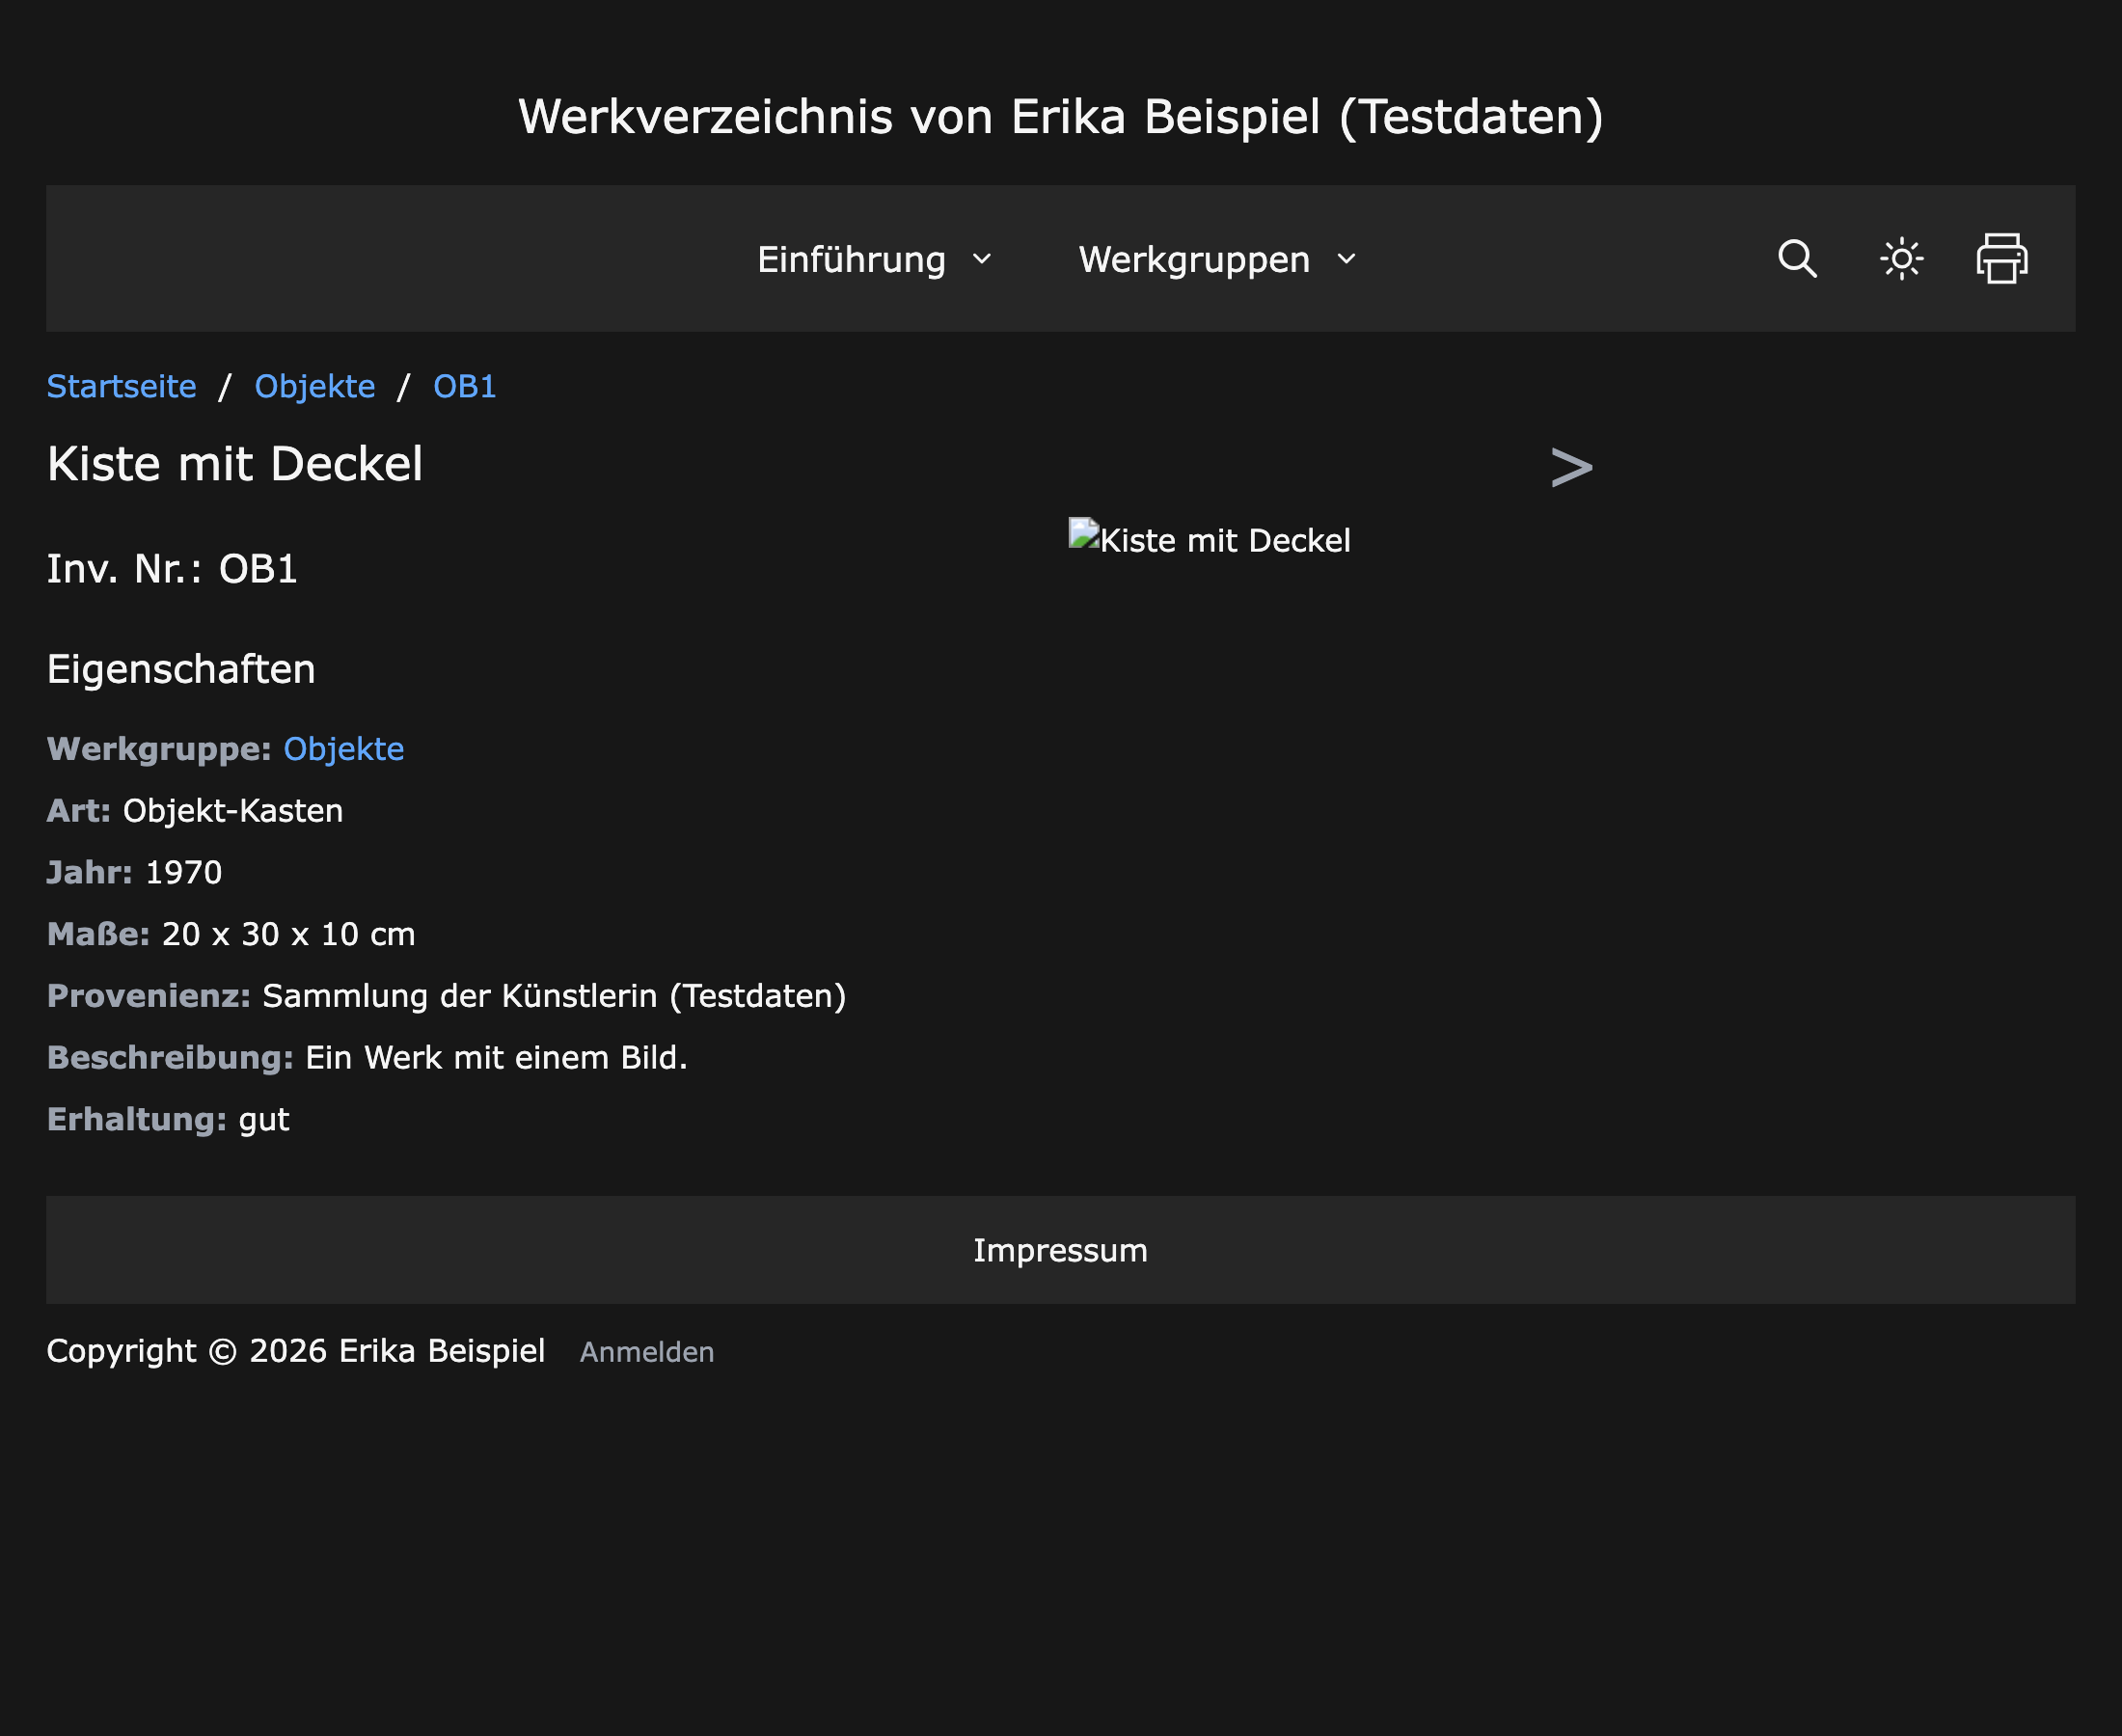 Werkverzeichnis von Erika Beispiel (Testdaten)
Einführung Werkgruppen
Startseite / Objekte / OB1
Kiste mit Deckel >
Kiste mit Deckel
Inv. Nr.: OB1
Eigenschaften
Werkgruppe: Objekte
Art: Objekt-Kasten
Jahr: 1970
Maße: 20 x 30 x 10 cm
Provenienz: Sammlung der Künstlerin (Testdaten)
Beschreibung: Ein Werk mit einem Bild.
Erhaltung: gut
Impressum
Copyright © 2026 Erika Beispiel Anmelden